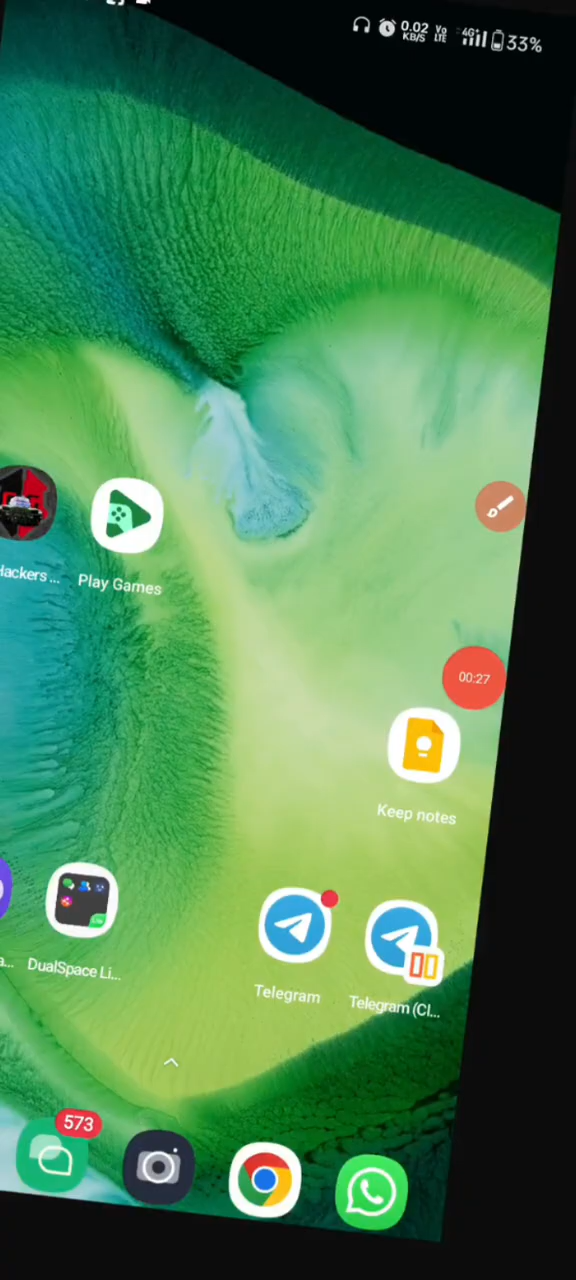 0.02
KB/S
Vo
LTE
4G+
33%
Hackers ...
Play Games
00:27
Keep notes
a...
DualSpace Li...
Telegram
Telegram (Cl...
573